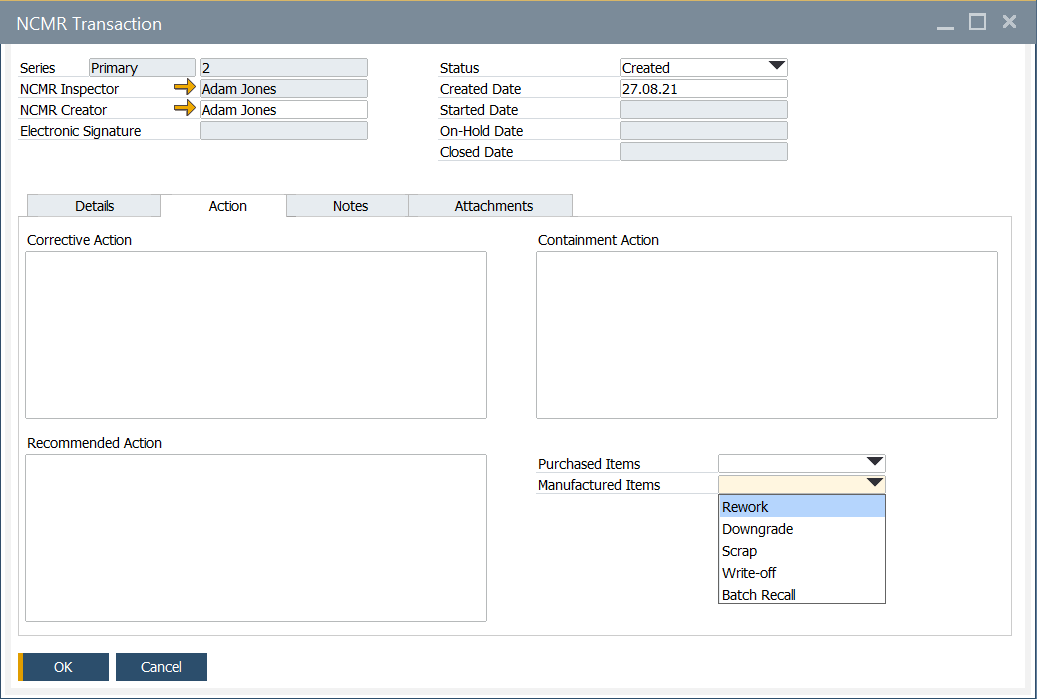 NCMR Transaction
Series Primary 2
NCMR Inspector Adam Jones
NCMR Creator Adam Jones
Electronic Signature
Status Created
Created Date 27.08.21
Started Date
On-Hold Date
Closed Date
Details Action Notes Attachments
Corrective Action
Containment Action
Recommended Action
Purchased Items
Manufactured Items
Rework
Downgrade
Scrap
Write-off
Batch Recall
OK Cancel